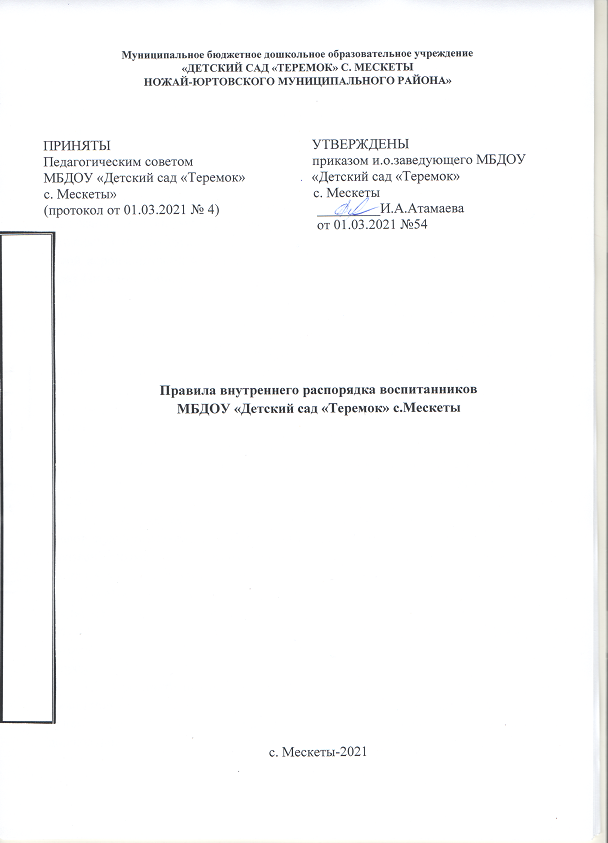 Муниципальное бюджетное дошкольное образовательное учреждение
«ДЕТСКИЙ САД «ТЕРЕМОК» С. МЕСКЕТЫ
НОЖАЙ-ЮРТОВСКОГО МУНИЦИПАЛЬНОГО РАЙОНА»
ПРИНЯТЫ
Педагогическим советом
МБДОУ «Детский сад «Теремок»
с. Мескеты»
(протокол от 01.03.2021 № 4)
УТВЕРЖДЕНЫ
приказом и.о.заведующего МБДОУ
«Детский сад «Теремок»
с. Мескеты
И.А.Атамаева
от 01.03.2021 №54
Правила внутреннего распорядка воспитанников
МБДОУ «Детский сад «Теремок» с.Мескеты
с. Мескеты-2021